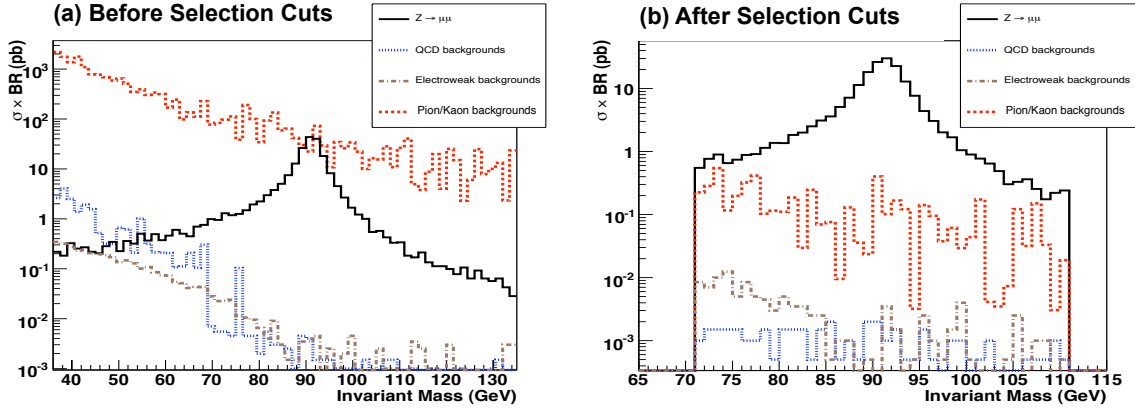 (a) Before Selection Cuts
σ × BR (pb)
10³
10²
10
1
10⁻¹
10⁻²
10⁻³
40 50 60 70 80 90 100 110 120 130
Invariant Mass (GeV)
Z → μμ
QCD backgrounds
Electroweak backgrounds
Pion/Kaon backgrounds
(b) After Selection Cuts
σ × BR (pb)
10
1
10⁻¹
10⁻²
10⁻³
65 70 75 80 85 90 95 100 105 110 115
Invariant Mass (GeV)
Z → μμ
QCD backgrounds
Electroweak backgrounds
Pion/Kaon backgrounds